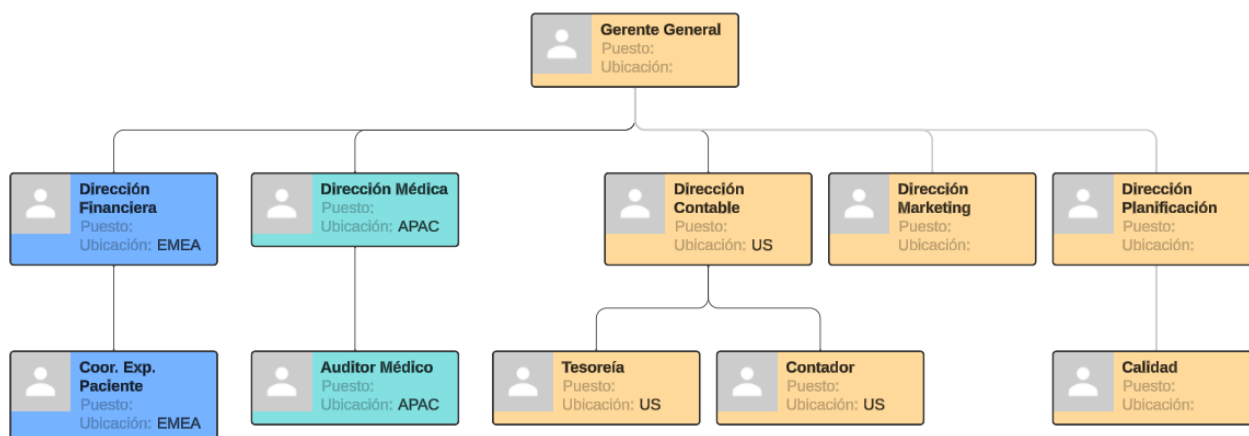 Gerente General
Puesto:
Ubicación:
Dirección
Financiera
Puesto:
Ubicación: EMEA
Dirección Médica
Puesto:
Ubicación: APAC
Dirección
Contable
Puesto:
Ubicación: US
Dirección
Marketing
Puesto:
Ubicación:
Dirección
Planificación
Puesto:
Ubicación:
Coor. Exp.
Paciente
Puesto:
Ubicación: EMEA
Auditor Médico
Puesto:
Ubicación: APAC
Tesoreía
Puesto:
Ubicación: US
Contador
Puesto:
Ubicación: US
Calidad
Puesto:
Ubicación: